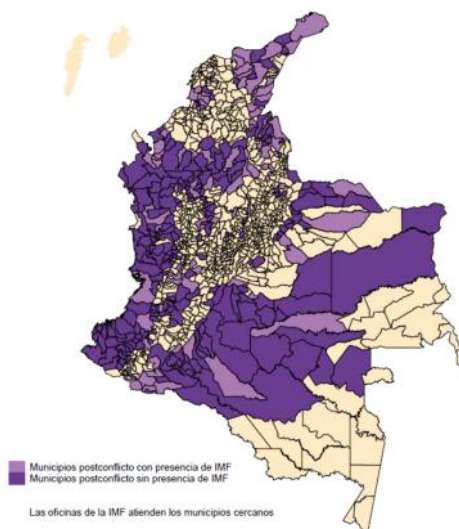 Municipios postconflicto con presencia de IMF
Municipios postconflicto sin presencia de IMF
Las oficinas de la IMF atienden los municipios cercanos